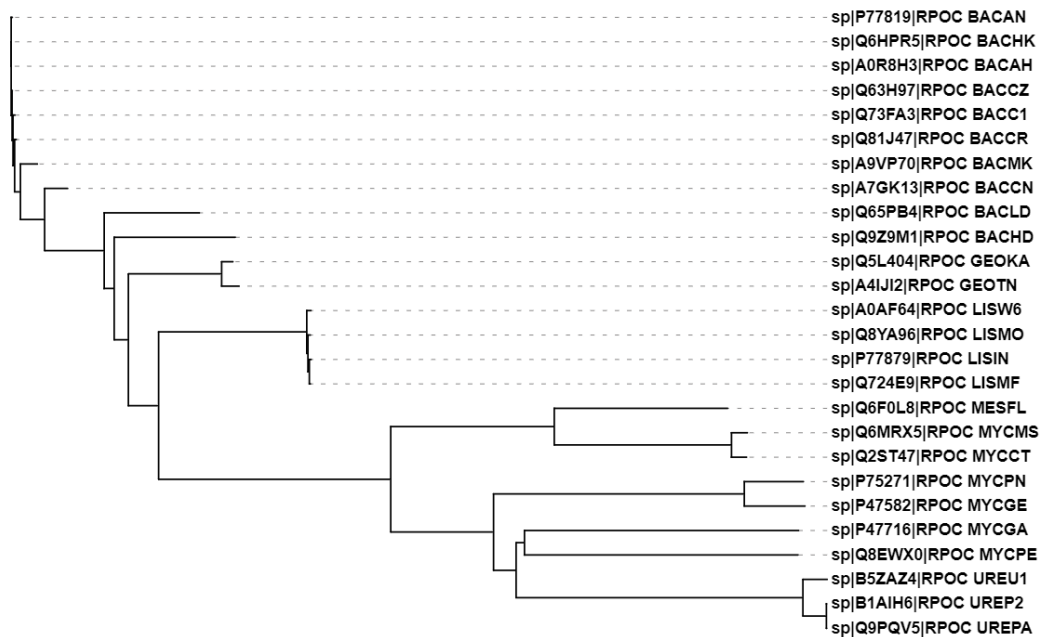 sp|P77819|RPOC BACAN
sp|Q6HPR5|RPOC BACHK
sp|A0R8H3|RPOC BACAH
sp|Q63H97|RPOC BACCZ
sp|Q73FA3|RPOC BACC1
sp|Q81J47|RPOC BACCR
sp|A9VP70|RPOC BACMK
sp|A7GK13|RPOC BACCN
sp|Q65PB4|RPOC BACLD
sp|Q9Z9M1|RPOC BACHD
sp|Q5L404|RPOC GEOKA
sp|A4IJI2|RPOC GEOTN
sp|A0AF64|RPOC LISW6
sp|Q8YA96|RPOC LISMO
sp|P77879|RPOC LISIN
sp|Q724E9|RPOC LISMF
sp|Q6F0L8|RPOC MESFL
sp|Q6MRX5|RPOC MYCMS
sp|Q2ST47|RPOC MYCCT
sp|P75271|RPOC MYCPN
sp|P47582|RPOC MYCGE
sp|P47716|RPOC MYCGA
sp|Q8EWX0|RPOC MYCPE
sp|B5ZAZ4|RPOC UREU1
sp|B1AIH6|RPOC UREP2
sp|Q9PQV5|RPOC UREPA